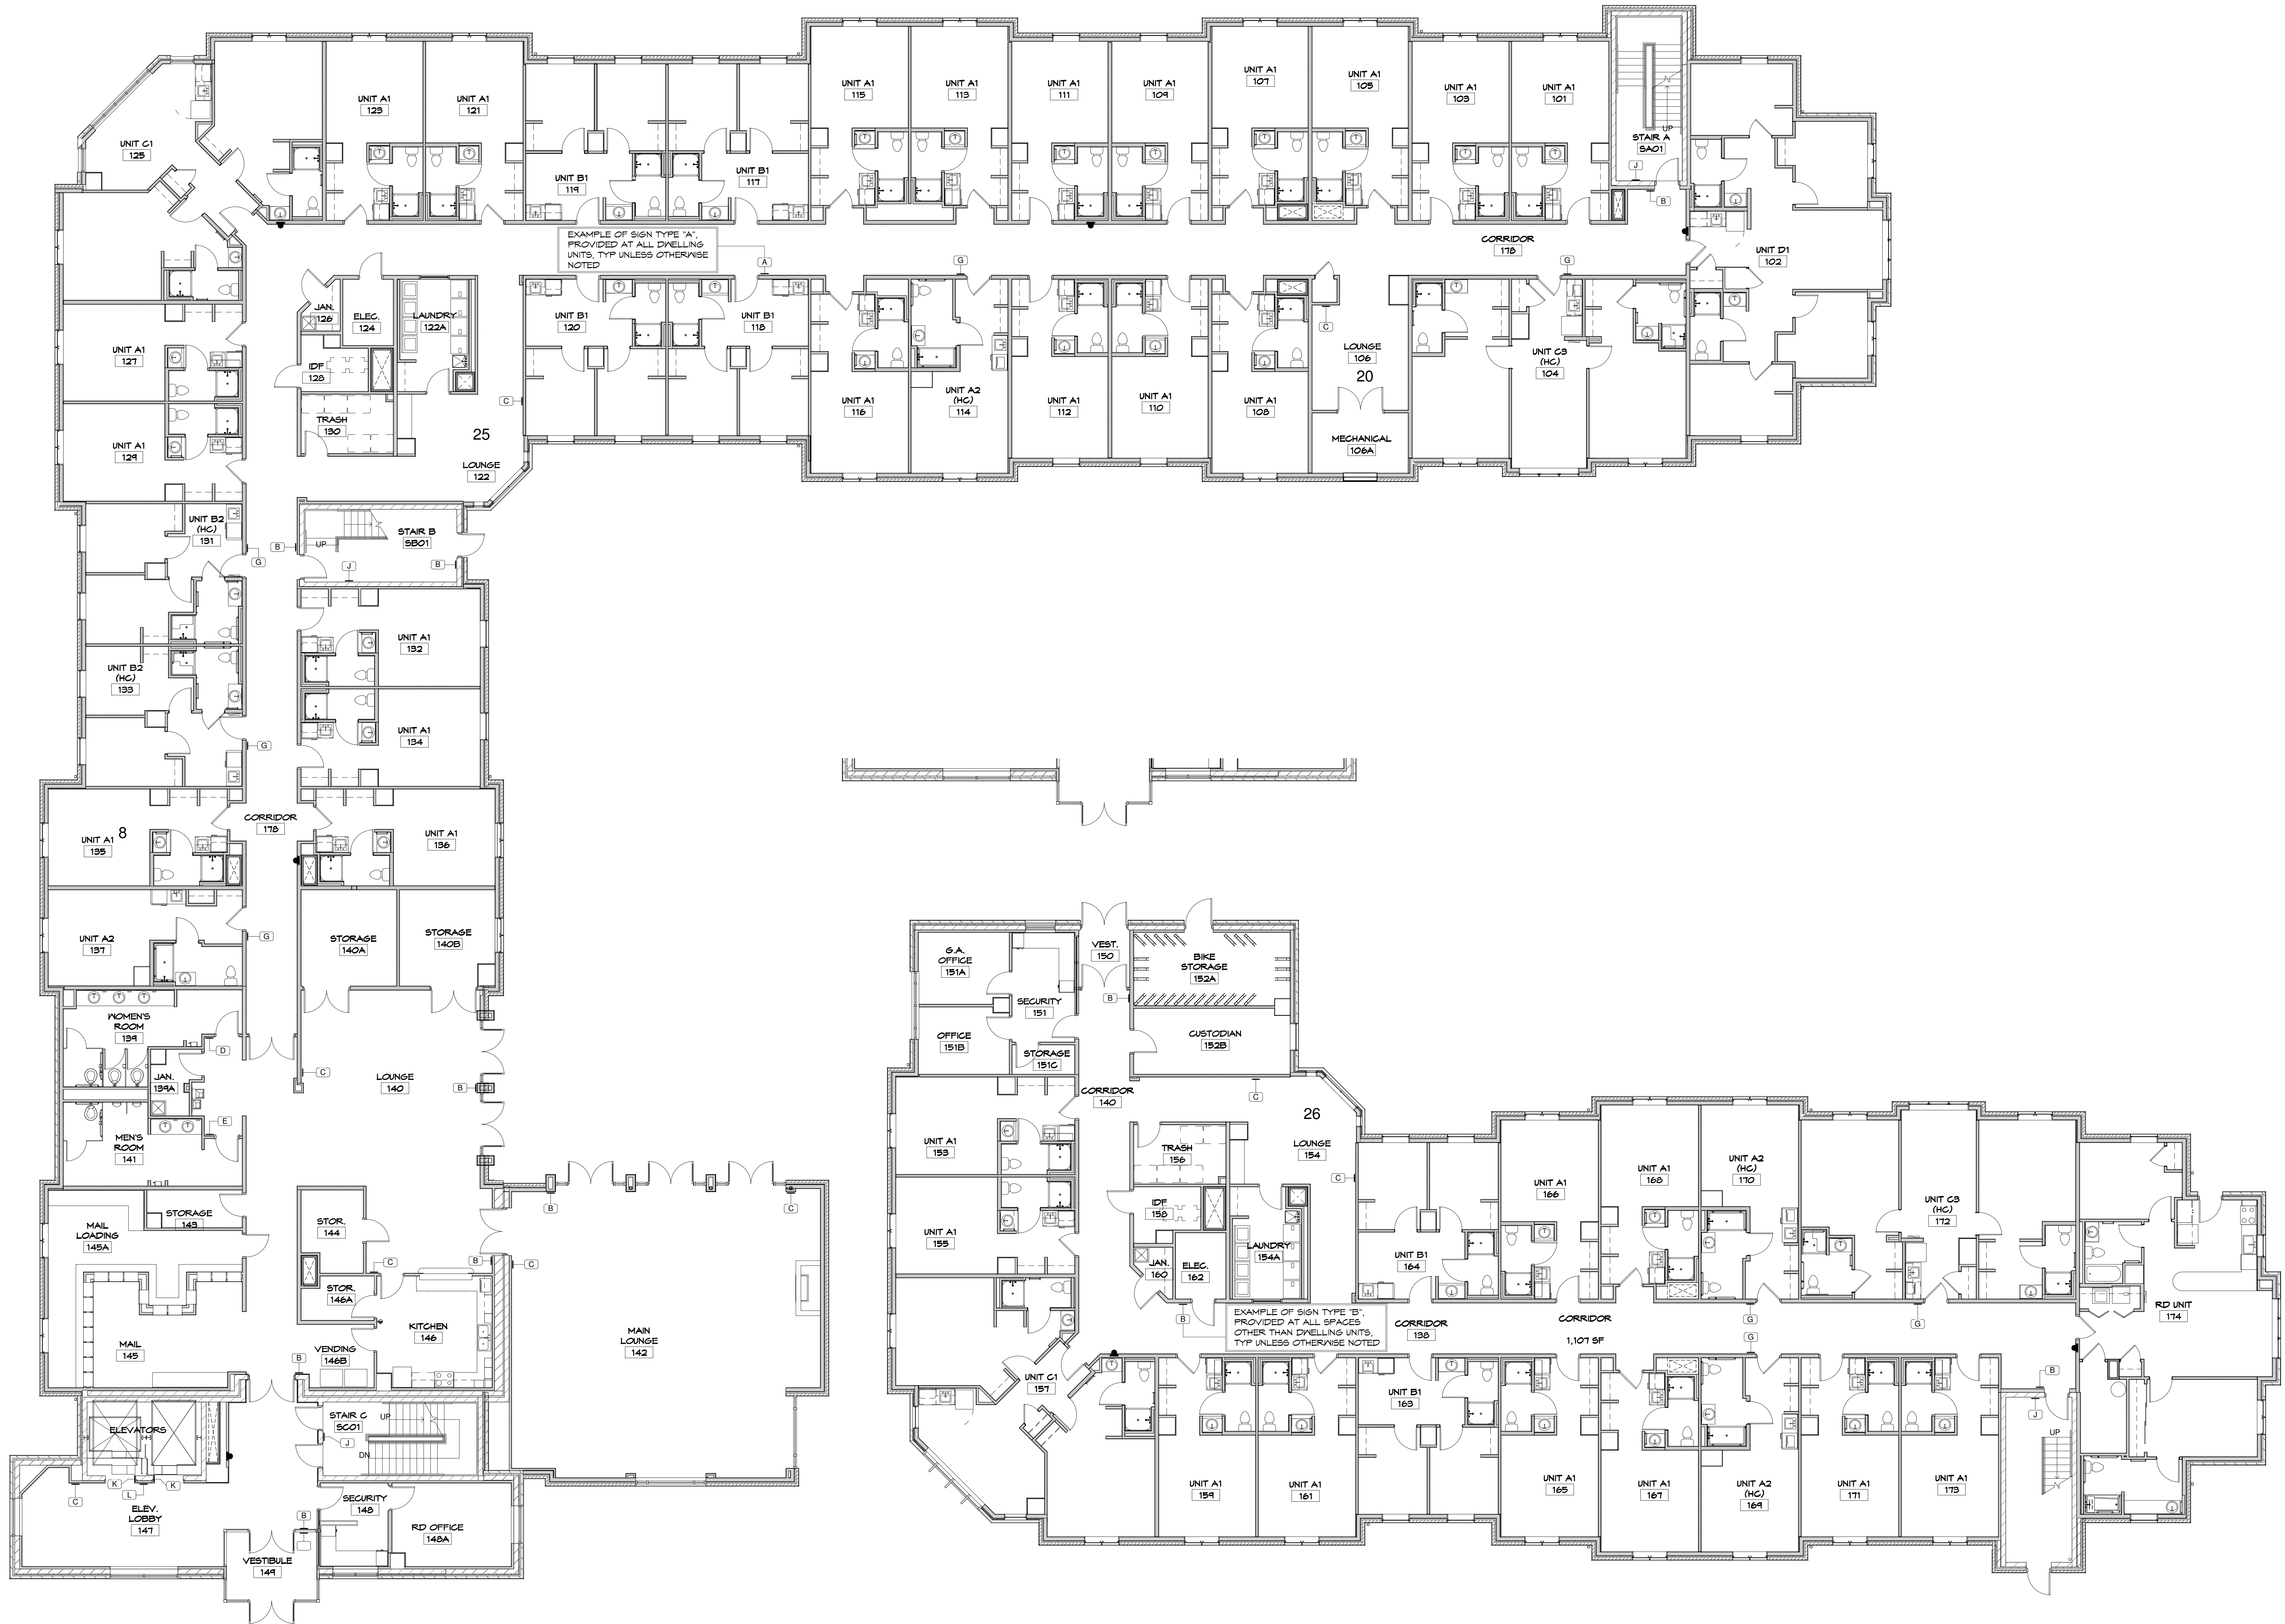 UNIT A1
123
UNIT A1
121
UNIT A1
115
UNIT A1
113
UNIT A1
111
UNIT A1
109
UNIT A1
107
UNIT A1
105
UNIT A1
103
UNIT A1
101
STAIR A
SA01
UP
J
B
UNIT C1
125
UNIT B1
119
UNIT B1
117
EXAMPLE OF SIGN TYPE "A",
PROVIDED AT ALL DWELLING
UNITS, TYP UNLESS OTHERWISE
NOTED
A
G
CORRIDOR
178
G
UNIT D1
102
JAN.
126
ELEC.
124
LAUNDRY
122A
UNIT B1
120
UNIT B1
118
C
UNIT A1
127
IDF
128
LOUNGE
106
20
UNIT C3
(HC)
104
UNIT A1
116
UNIT A2
(HC)
114
UNIT A1
112
UNIT A1
110
UNIT A1
108
C
TRASH
130
25
MECHANICAL
106A
UNIT A1
129
LOUNGE
122
UNIT B2
(HC)
131
G
B
UP
STAIR B
SB01
B
J
UNIT A1
132
UNIT B2
(HC)
133
UNIT A1
134
G
CORRIDOR
178
UNIT A1
135
8
UNIT A1
136
UNIT A2
137
G
STORAGE
140A
STORAGE
140B
WOMEN'S
ROOM
139
D
JAN.
139A
C
LOUNGE
140
B
E
MEN'S
ROOM
141
STORAGE
143
MAIL
LOADING
145A
STOR.
144
B
C
C
B
C
STOR.
146A
KITCHEN
146
MAIN
LOUNGE
142
MAIL
145
VENDING
146B
B
STAIR C
SC01
UP
DN
J
ELEVATORS
K
K
L
C
ELEV.
LOBBY
147
SECURITY
148
RD OFFICE
148A
B
VESTIBULE
149
G.A.
OFFICE
151A
VEST.
150
BIKE
STORAGE
152A
B
SECURITY
151
OFFICE
151B
STORAGE
151C
CUSTODIAN
152B
CORRIDOR
140
C
26
UNIT A1
153
TRASH
156
LOUNGE
154
C
IDF
158
UNIT A1
155
JAN.
160
ELEC.
162
LAUNDRY
154A
UNIT B1
164
UNIT A1
166
UNIT A1
168
UNIT A2
(HC)
170
UNIT C3
(HC)
172
RD UNIT
174
B
EXAMPLE OF SIGN TYPE "B",
PROVIDED AT ALL SPACES
OTHER THAN DWELLING UNITS,
TYP UNLESS OTHERWISE NOTED
CORRIDOR
138
CORRIDOR
1,107 SF
G
G
G
B
J
UP
UNIT C1
157
UNIT B1
163
UNIT A1
159
UNIT A1
161
UNIT A1
165
UNIT A1
167
UNIT A2
(HC)
169
UNIT A1
171
UNIT A1
173